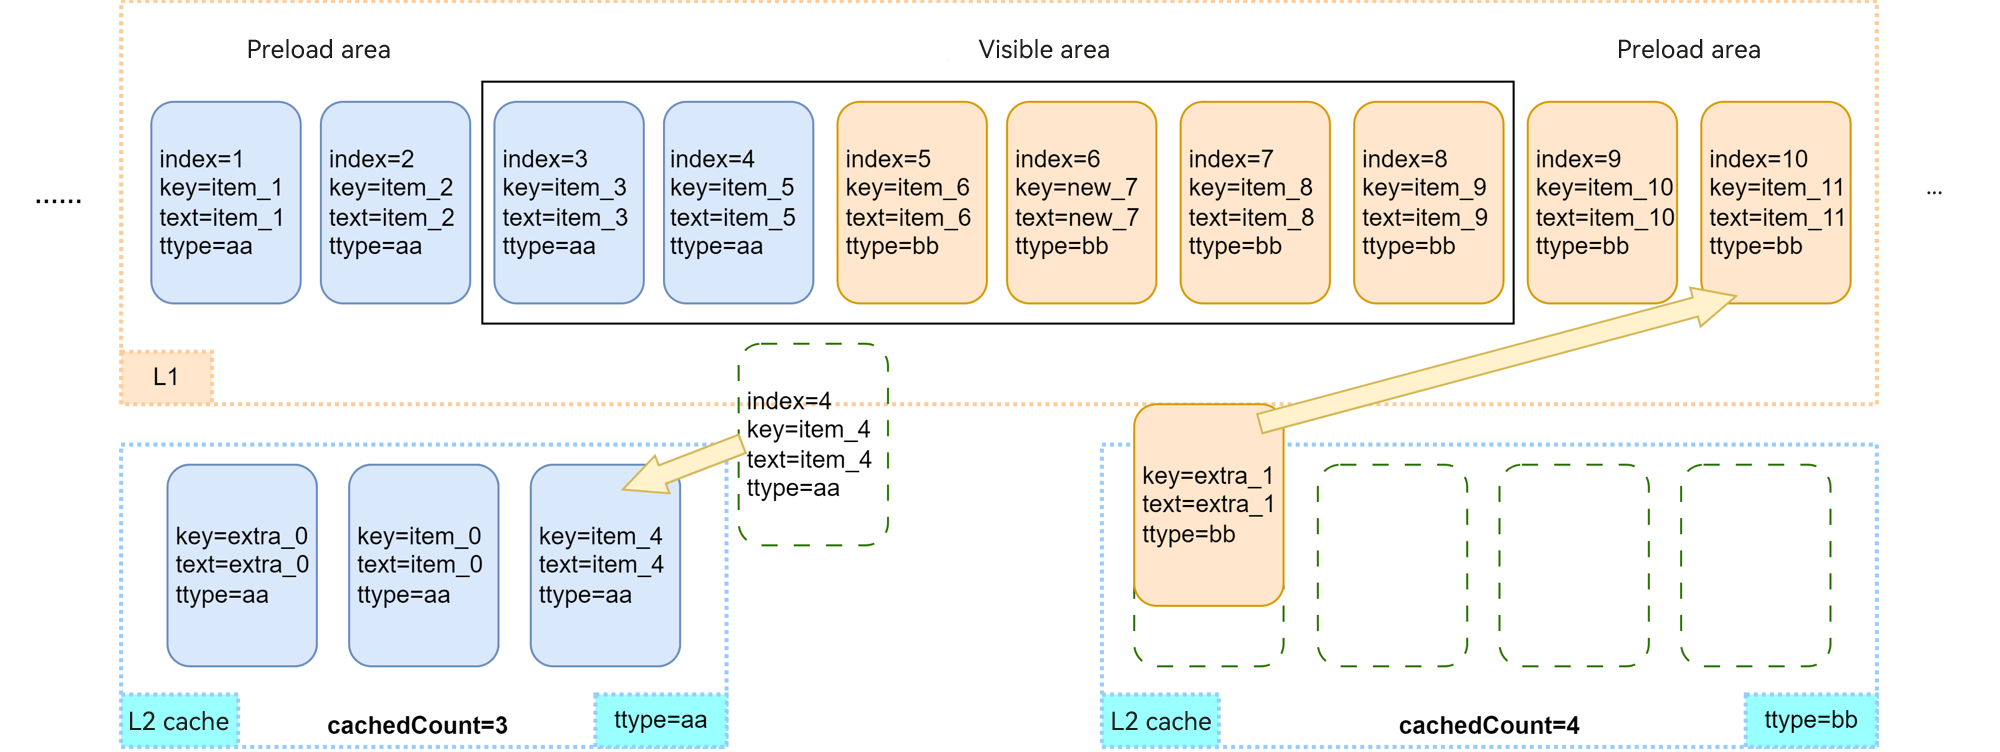 Preload area
Visible area
Preload area
......
index=1
key=item_1
text=item_1
ttype=aa
index=2
key=item_2
text=item_2
ttype=aa
index=3
key=item_3
text=item_3
ttype=aa
index=4
key=item_5
text=item_5
ttype=aa
index=5
key=item_6
text=item_6
ttype=bb
index=6
key=new_7
text=new_7
ttype=bb
index=7
key=item_8
text=item_8
ttype=bb
index=8
key=item_9
text=item_9
ttype=bb
index=9
key=item_10
text=item_10
ttype=bb
index=10
key=item_11
text=item_11
ttype=bb
...
L1
index=4
key=item_4
text=item_4
ttype=aa
key=extra_0
text=extra_0
ttype=aa
key=item_0
text=item_0
ttype=aa
key=item_4
text=item_4
ttype=aa
key=extra_1
text=extra_1
ttype=bb
L2 cache
cachedCount=3
ttype=aa
L2 cache
cachedCount=4
ttype=bb